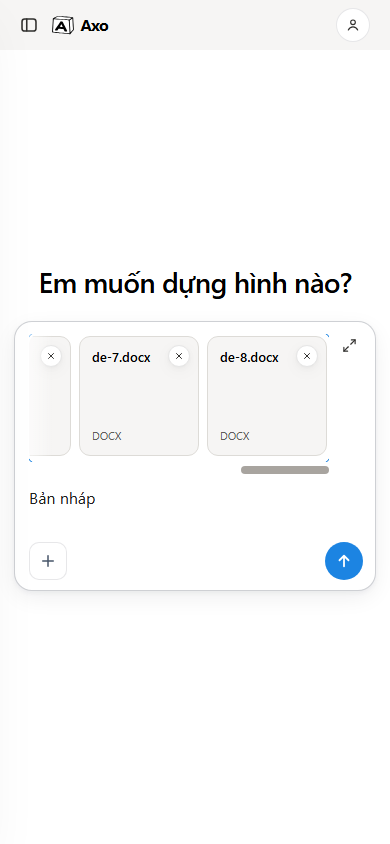 A Axo
Em muốn dựng hình nào?
de-7.docx
de-8.docx
DOCX
DOCX
Bản nháp